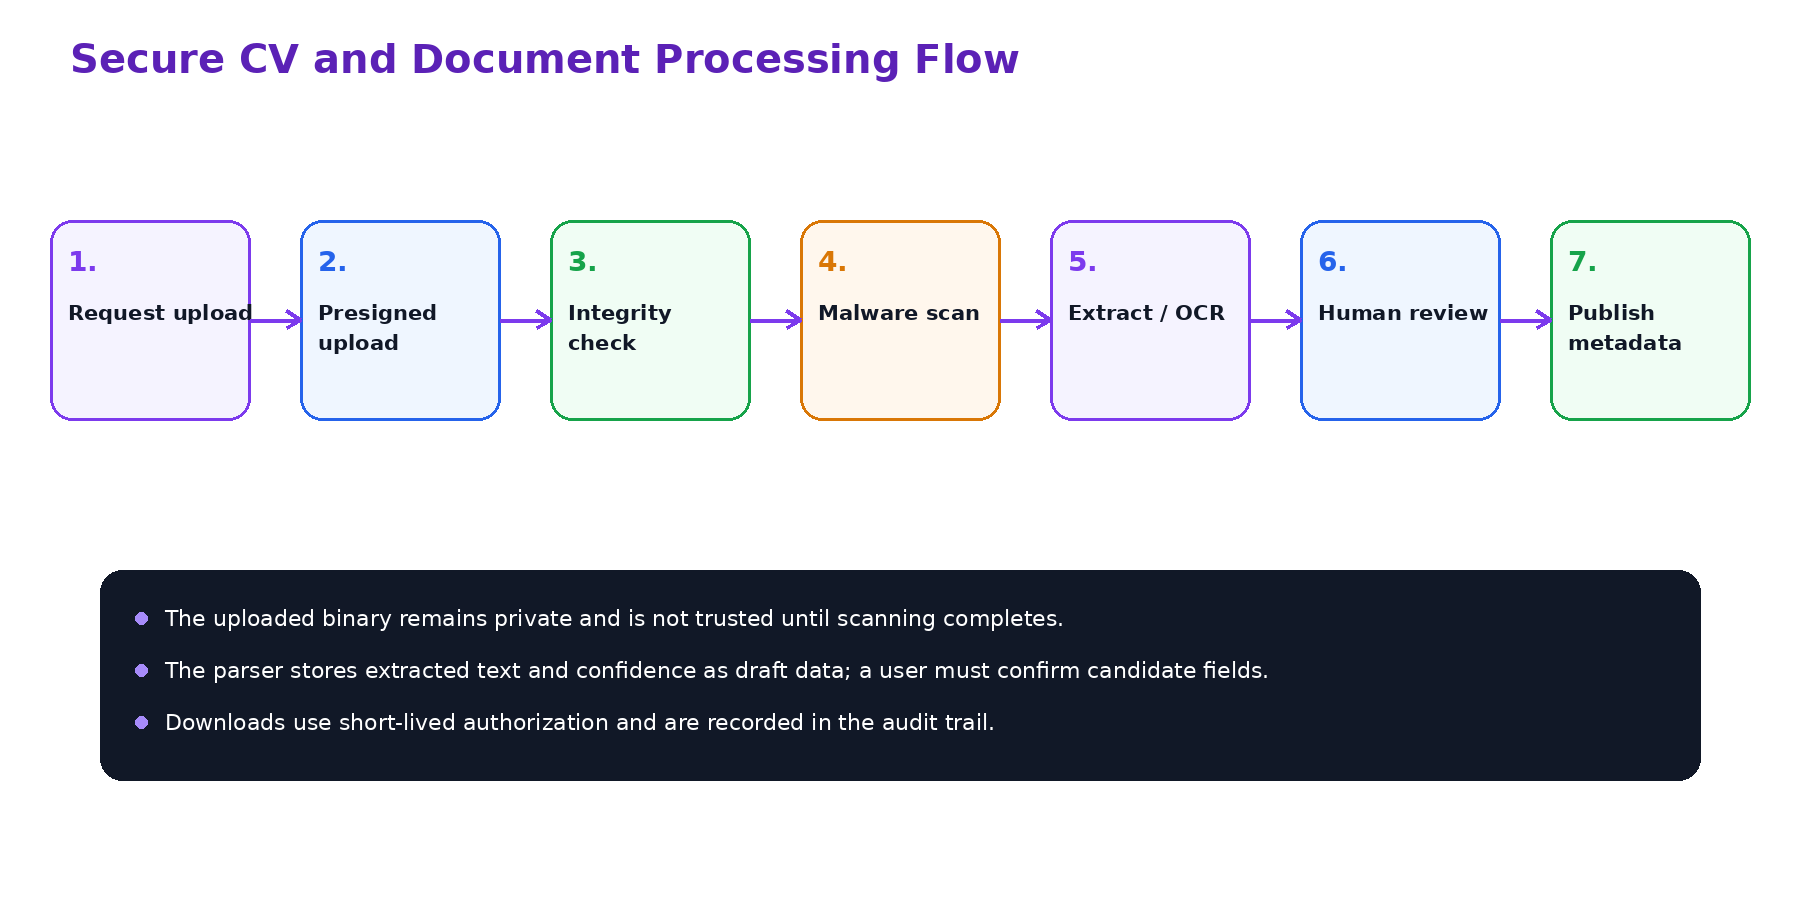 Secure CV and Document Processing Flow
1.
Request upload
2.
Presigned
upload
3.
Integrity
check
4.
Malware scan
5.
Extract / OCR
6.
Human review
7.
Publish
metadata
The uploaded binary remains private and is not trusted until scanning completes.
The parser stores extracted text and confidence as draft data; a user must confirm candidate fields.
Downloads use short-lived authorization and are recorded in the audit trail.